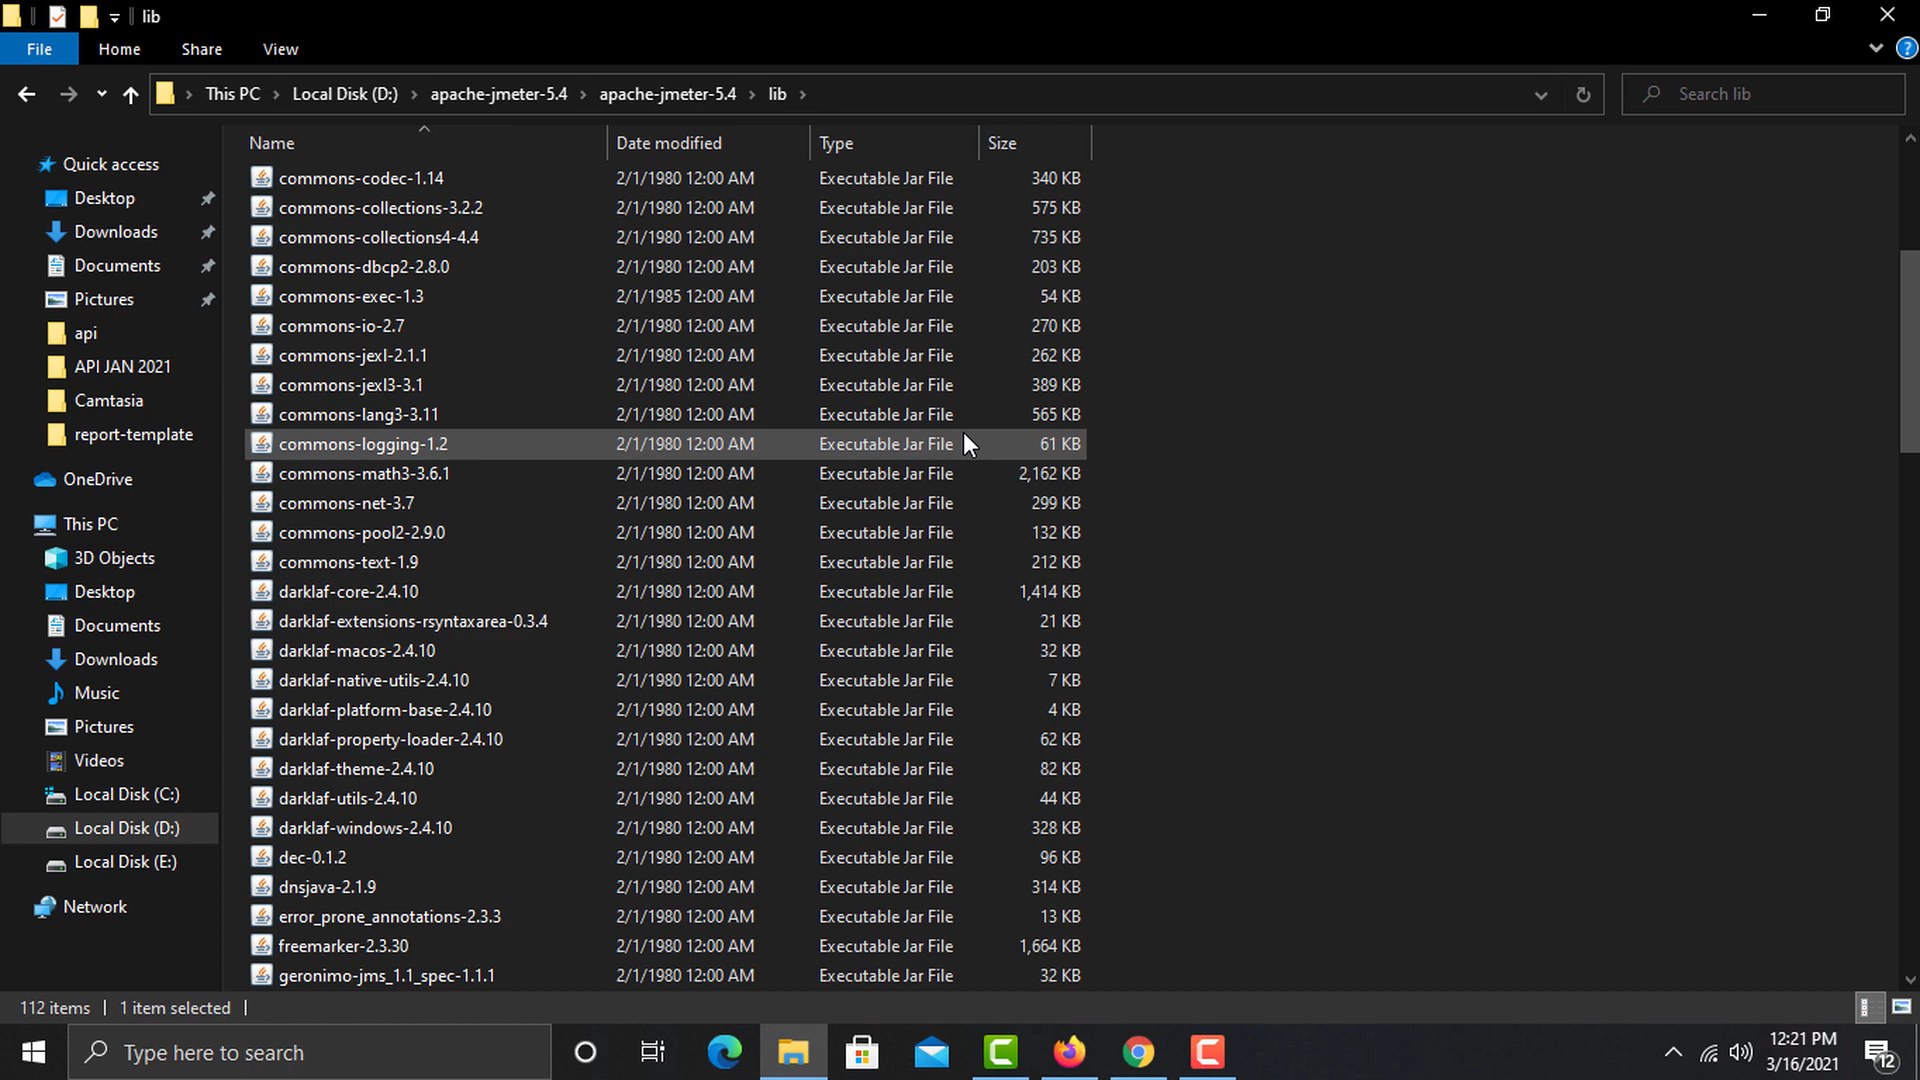 lib
File Home Share View
This PC Local Disk (D:) apache-jmeter-5.4 apache-jmeter-5.4 lib
Search lib
Name Date modified Type Size
Quick access
Desktop
Downloads
Documents
Pictures
api
API JAN 2021
Camtasia
report-template
OneDrive
This PC
3D Objects
Desktop
Documents
Downloads
Music
Pictures
Videos
Local Disk (C:)
Local Disk (D:)
Local Disk (E:)
Network
commons-codec-1.14 2/1/1980 12:00 AM Executable Jar File 340 KB
commons-collections-3.2.2 2/1/1980 12:00 AM Executable Jar File 575 KB
commons-collections4-4.4 2/1/1980 12:00 AM Executable Jar File 735 KB
commons-dbcp2-2.8.0 2/1/1980 12:00 AM Executable Jar File 203 KB
commons-exec-1.3 2/1/1985 12:00 AM Executable Jar File 54 KB
commons-io-2.7 2/1/1980 12:00 AM Executable Jar File 270 KB
commons-jexl-2.1.1 2/1/1980 12:00 AM Executable Jar File 262 KB
commons-jexl3-3.1 2/1/1980 12:00 AM Executable Jar File 389 KB
commons-lang3-3.11 2/1/1980 12:00 AM Executable Jar File 565 KB
commons-logging-1.2 2/1/1980 12:00 AM Executable Jar File 61 KB
commons-math3-3.6.1 2/1/1980 12:00 AM Executable Jar File 2,162 KB
commons-net-3.7 2/1/1980 12:00 AM Executable Jar File 299 KB
commons-pool2-2.9.0 2/1/1980 12:00 AM Executable Jar File 132 KB
commons-text-1.9 2/1/1980 12:00 AM Executable Jar File 212 KB
darklaf-core-2.4.10 2/1/1980 12:00 AM Executable Jar File 1,414 KB
darklaf-extensions-rsyntaxarea-0.3.4 2/1/1980 12:00 AM Executable Jar File 21 KB
darklaf-macos-2.4.10 2/1/1980 12:00 AM Executable Jar File 32 KB
darklaf-native-utils-2.4.10 2/1/1980 12:00 AM Executable Jar File 7 KB
darklaf-platform-base-2.4.10 2/1/1980 12:00 AM Executable Jar File 4 KB
darklaf-property-loader-2.4.10 2/1/1980 12:00 AM Executable Jar File 62 KB
darklaf-theme-2.4.10 2/1/1980 12:00 AM Executable Jar File 82 KB
darklaf-utils-2.4.10 2/1/1980 12:00 AM Executable Jar File 44 KB
darklaf-windows-2.4.10 2/1/1980 12:00 AM Executable Jar File 328 KB
dec-0.1.2 2/1/1980 12:00 AM Executable Jar File 96 KB
dnsjava-2.1.9 2/1/1980 12:00 AM Executable Jar File 314 KB
error_prone_annotations-2.3.3 2/1/1980 12:00 AM Executable Jar File 13 KB
freemarker-2.3.30 2/1/1980 12:00 AM Executable Jar File 1,664 KB
geronimo-jms_1.1_spec-1.1.1 2/1/1980 12:00 AM Executable Jar File 32 KB
112 items 1 item selected
Type here to search
12:21 PM
3/16/2021
12